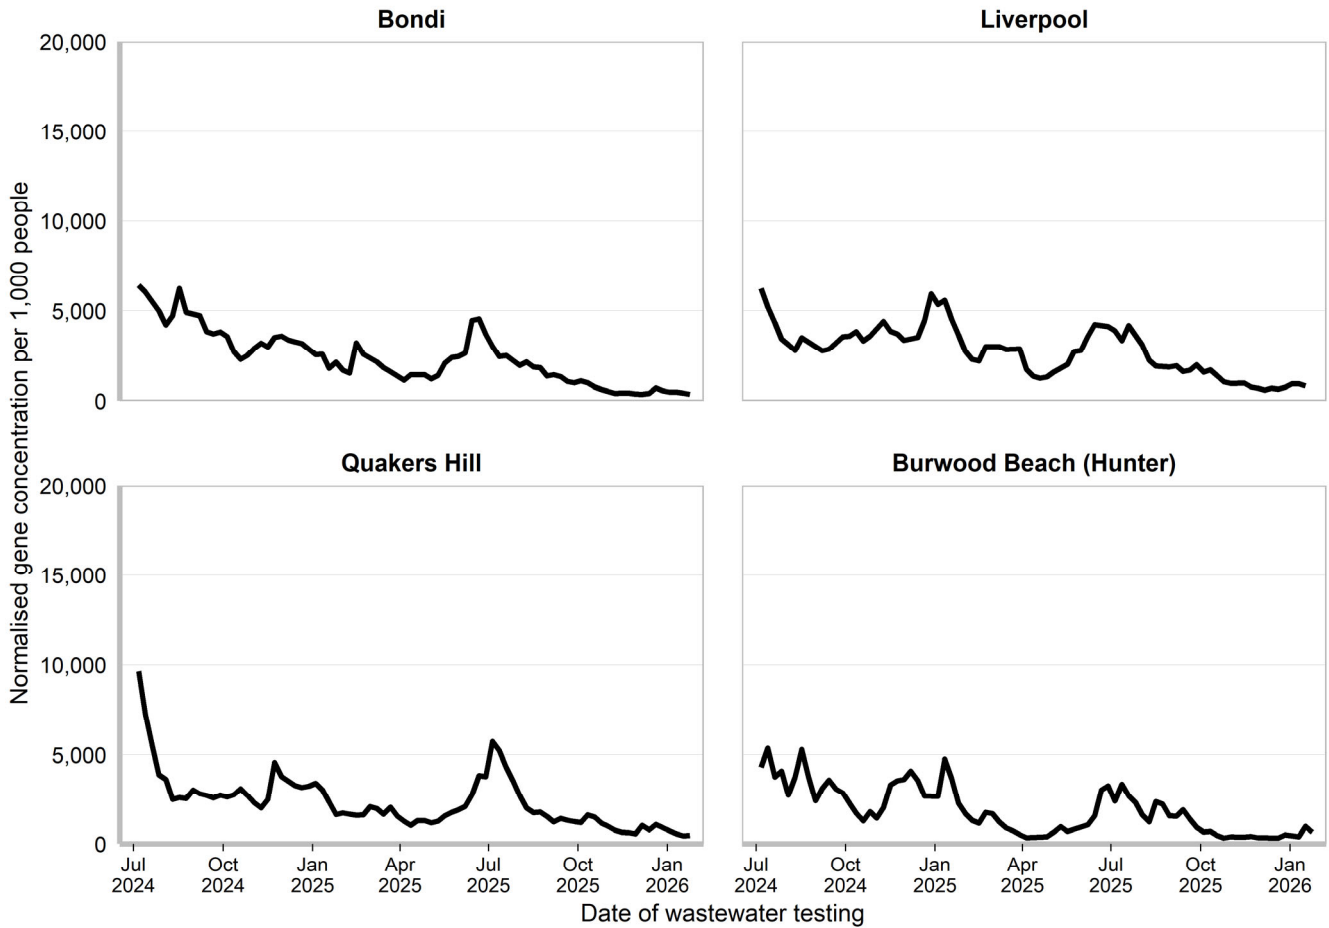 Bondi
Liverpool
20,000
15,000
10,000
5,000
0
Normalised gene concentration per 1,000 people
Quakers Hill
Burwood Beach (Hunter)
20,000
15,000
10,000
5,000
0
Jul Oct Jan Apr Jul Oct Jan
2024 2024 2025 2025 2025 2025 2026
Jul Oct Jan Apr Jul Oct Jan
2024 2024 2025 2025 2025 2025 2026
Date of wastewater testing